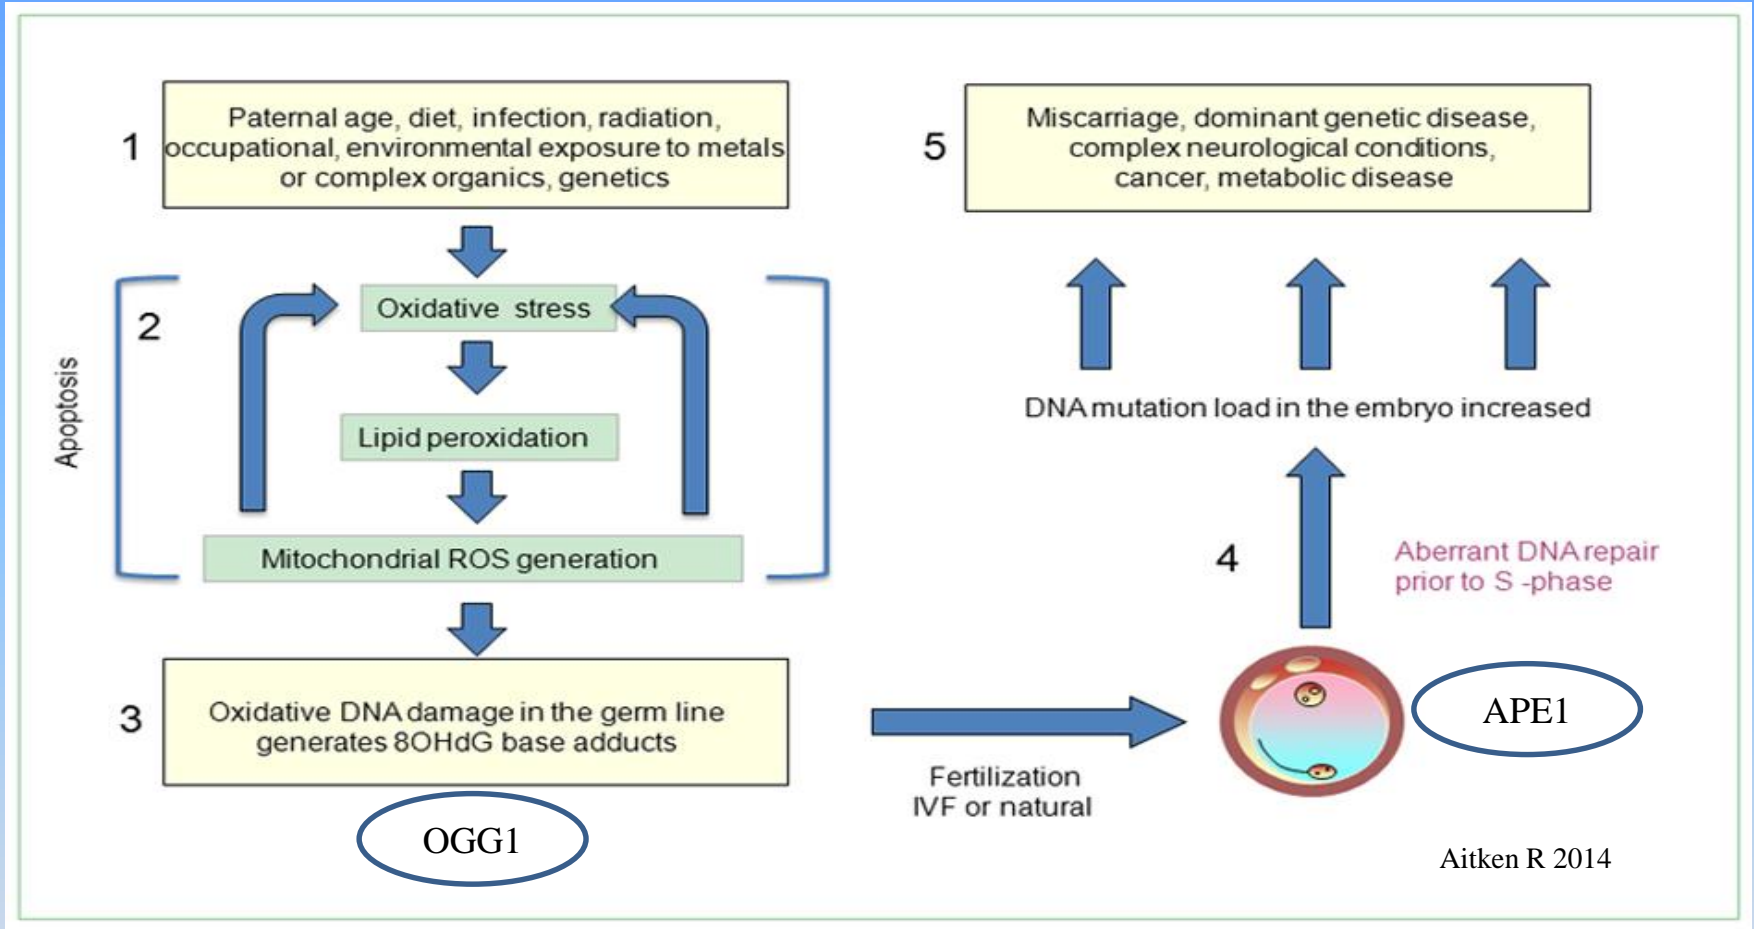 1
Paternal age, diet, infection, radiation,
occupational, environmental exposure to metals
or complex organics, genetics
Apoptosis
2
Oxidative stress
Lipid peroxidation
Mitochondrial ROS generation
3
Oxidative DNA damage in the germ line
generates 8OHdG base adducts
OGG1
Fertilization
IVF or natural
APE1
4
Aberrant DNA repair
prior to S -phase
DNA mutation load in the embryo increased
5
Miscarriage, dominant genetic disease,
complex neurological conditions,
cancer, metabolic disease
Aitken R 2014